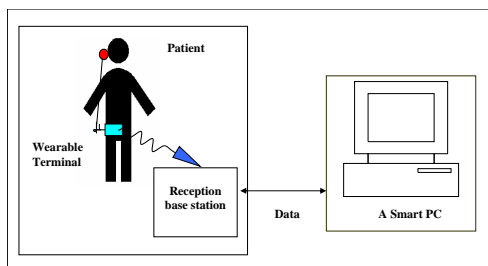 Patient
Wearable
Terminal
Reception
base station
Data
A Smart PC